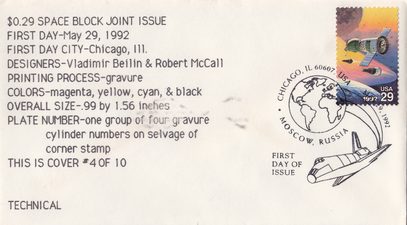 $0.29 SPACE BLOCK JOINT ISSUE
FIRST DAY-May 29, 1992
FIRST DAY CITY-Chicago, Ill.
DESIGNERS-Vladimir Beilin & Robert McCall
PRINTING PROCESS-gravure
COLORS-magenta, yellow, cyan, & black
OVERALL SIZE-.99 by 1.56 inches
PLATE NUMBER-one group of four gravure
cylinder numbers on selvage of
corner stamp
THIS IS COVER #4 OF 10
TECHNICAL
USA
29
CHICAGO, IL 60607 USA
1992
MOSCOW, RUSSIA
FIRST
DAY OF
ISSUE